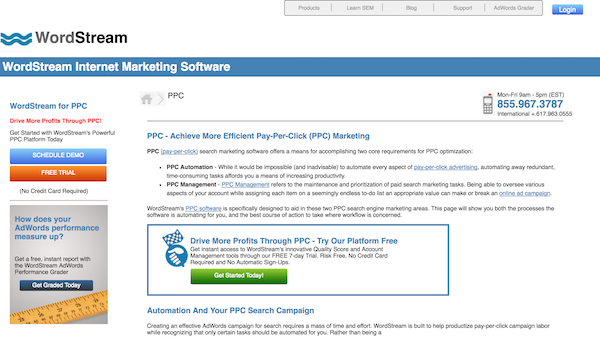 Products Learn SEM Blog Support AdWords Grader Login
WordStream
WordStream Internet Marketing Software
WordStream for PPC
Drive More Profits Through PPC!
Get Started with WordStream's Powerful
PPC Platform Today
SCHEDULE DEMO
FREE TRIAL
(No Credit Card Required)
How does your
AdWords performance
measure up?
Get a free, instant report with
the WordStream AdWords
Performance Grader
Get Graded Today
PPC
Mon-Fri 9am - 5pm (EST)
855.967.3787
International +.617.963.0555
PPC - Achieve More Efficient Pay-Per-Click (PPC) Marketing
PPC (pay-per-click) search marketing software offers a means for accomplishing two core requirements for PPC optimization:
• PPC Automation - While it would be impossible (and inadvisable) to automate every aspect of pay-per-click advertising, automating away redundant,
time-consuming tasks affords you a means of increasing productivity.
• PPC Management - PPC Management refers to the maintenance and prioritization of paid search marketing tasks. Being able to oversee various
aspects of your account while assigning each item on a seemingly endless to-do list an appropriate value can make or break an online ad campaign.
WordStream's PPC software is specifically designed to aid in these two PPC search engine marketing areas. This page will show you both the processes the
software is automating for you, and the best course of action to take where workflow is concerned.
Drive More Profits Through PPC - Try Our Platform Free
Get instant access to WordStream's innovative Quality Score and Account
Management tools through our FREE 7-day Trial. Risk Free, No Credit Card
Required and No Automatic Sign-Ups.
Get Started Today!
Automation And Your PPC Search Campaign
Creating an effective AdWords campaign for search requires a mass of time and effort. WordStream is built to help productize pay-per-click campaign labor
while recognizing that only certain tasks should be automated for you. Rather than being a